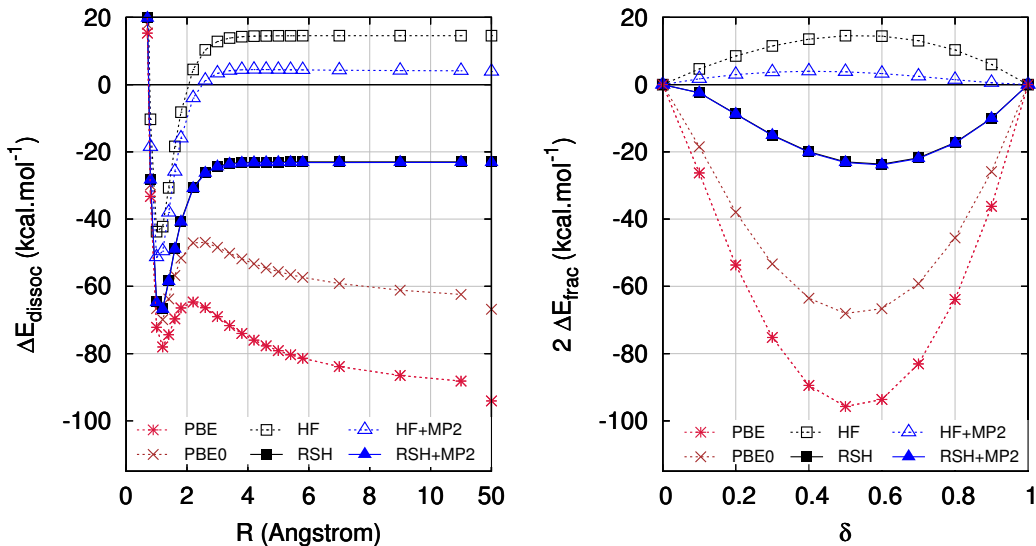 20
0
-20
-40
-60
-80
-100
ΔE_dissoc (kcal.mol⁻¹)
PBE HF HF+MP2
PBE0 RSH RSH+MP2
0 2 4 6 8 10 50
R (Angstrom)
20
0
-20
-40
-60
-80
-100
2 ΔE_frac (kcal.mol⁻¹)
PBE HF HF+MP2
PBE0 RSH RSH+MP2
0 0.2 0.4 0.6 0.8 1
δ